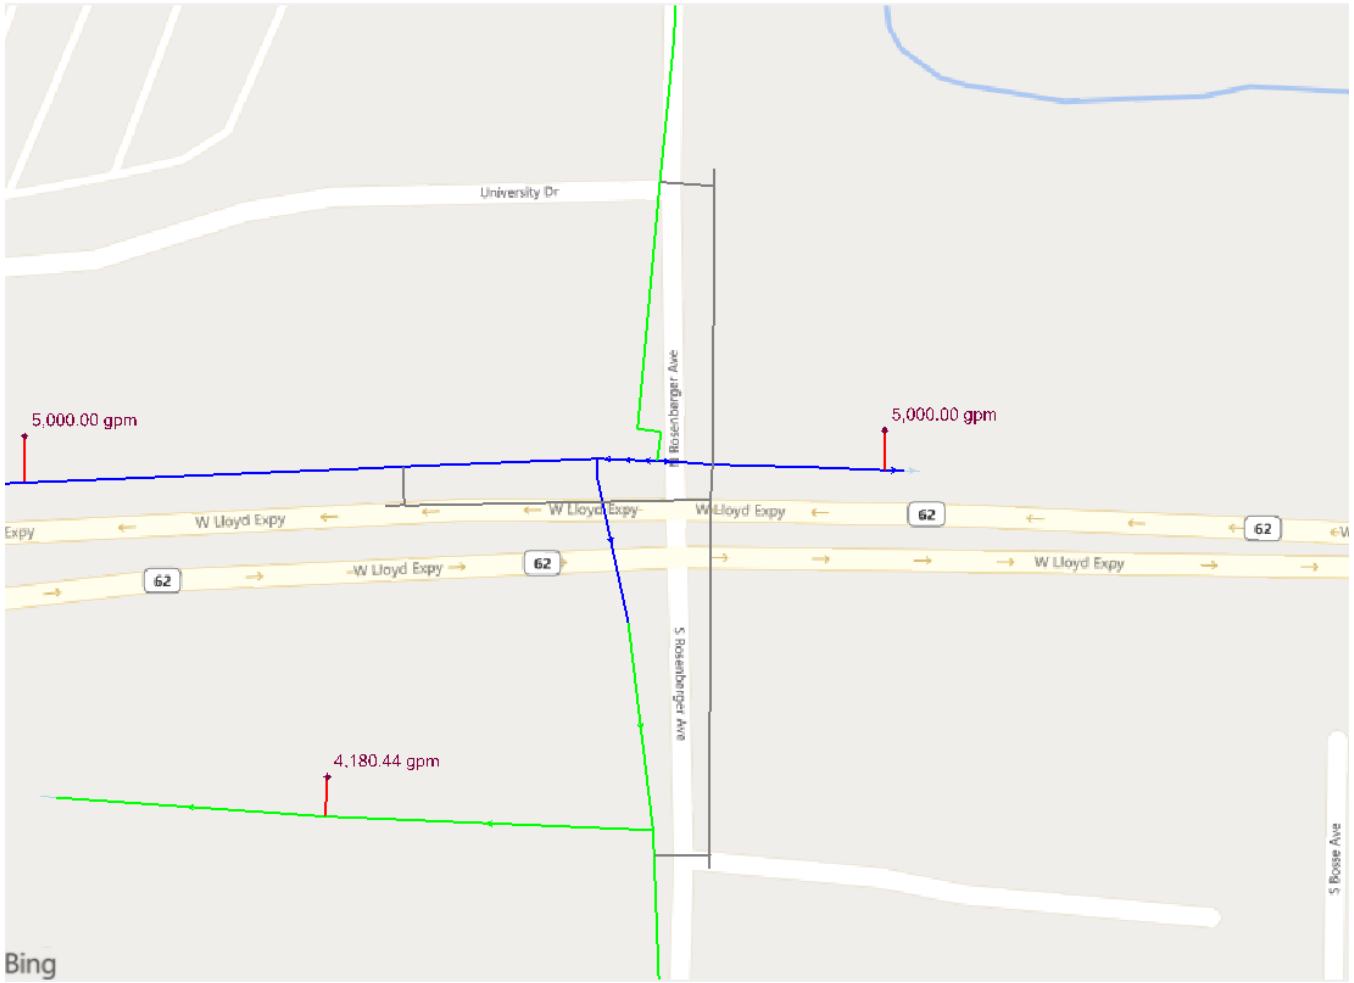 University Dr
N Rosenberger Ave
5,000.00 gpm
5,000.00 gpm
W Lloyd Expy
W Lloyd Expy
W Lloyd Expy
62
62
Expy
W
62
W Lloyd Expy
62
W Lloyd Expy
S Rosenberger Ave
4,180.44 gpm
S Bosse Ave
Bing